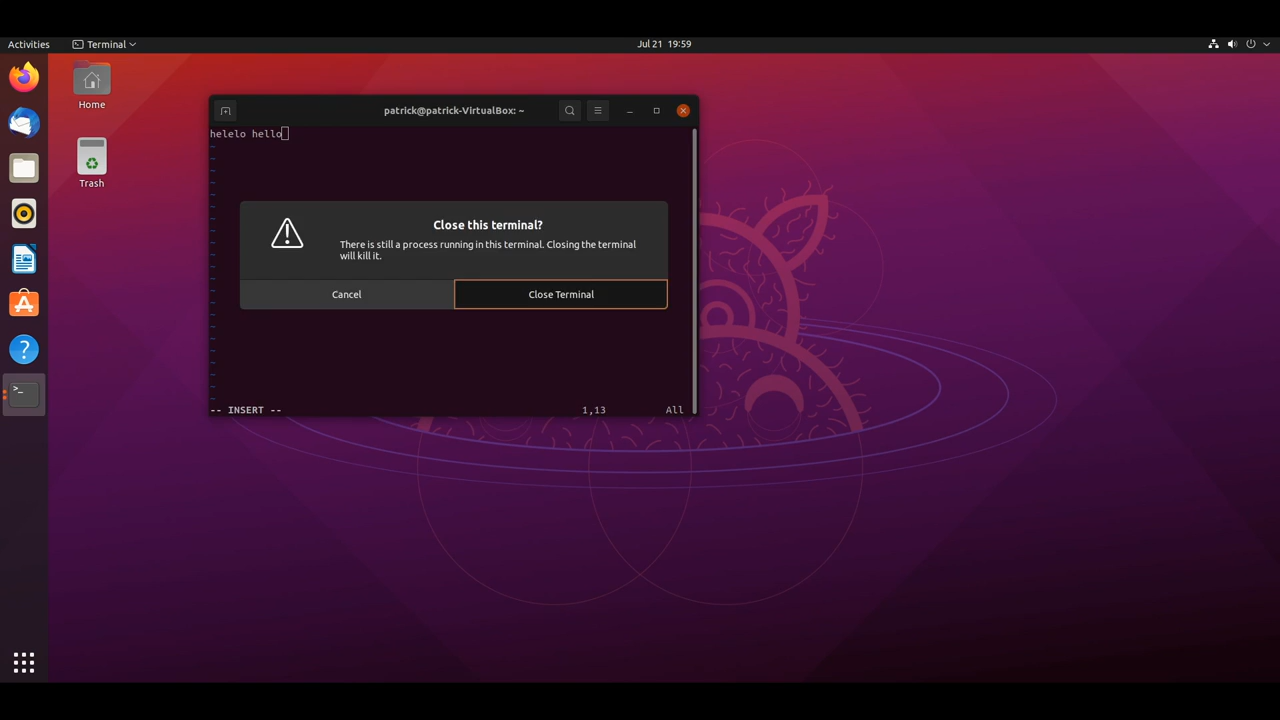 Activities
Terminal
Jul 21 19:59
Home
Trash
patrick@patrick-VirtualBox: ~
helelo hello
~
~
~
~
Close this terminal?
There is still a process running in this terminal. Closing the terminal
will kill it.
Cancel
Close Terminal
~
~
~
~
~
~
~
~
-- INSERT --
1,13
All